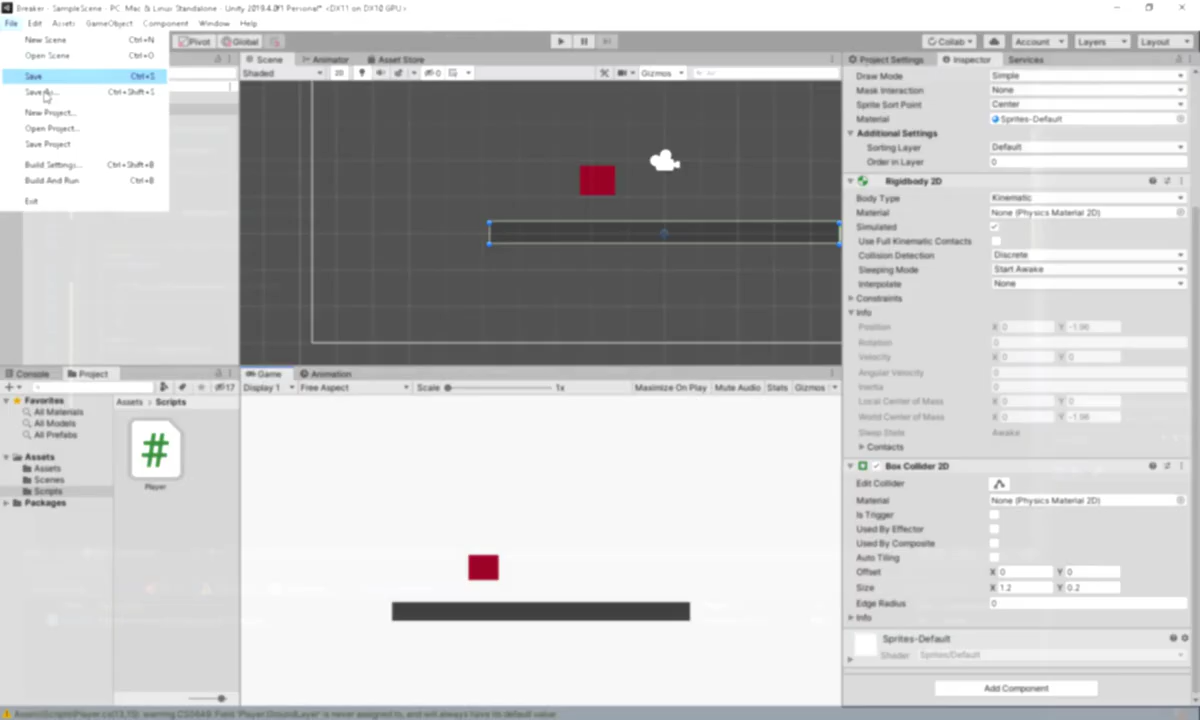 Breaker - SampleScene - PC, Mac & Linux Standalone - Unity 2019.4.0f1 Personal* <DX11 on DX10 GPU>
File Edit Assets GameObject Component Window Help
New Scene Ctrl+N
Open Scene Ctrl+O
Save Ctrl+S
Save As... Ctrl+Shift+S
New Project...
Open Project...
Save Project
Build Settings... Ctrl+Shift+B
Build And Run Ctrl+B
Exit
Pivot Global
Collab Account Layers Layout
Scene Animator Asset Store
Shaded 2D 0 Gizmos All
Project Settings Inspector Services
Draw Mode Simple
Mask Interaction None
Sprite Sort Point Center
Material Sprites-Default
Additional Settings
Sorting Layer Default
Order in Layer 0
Rigidbody 2D
Body Type Kinematic
Material None (Physics Material 2D)
Simulated
Use Full Kinematic Contacts
Collision Detection Discrete
Sleeping Mode Start Awake
Interpolate None
Constraints
Info
Position X 0 Y -1.96
Rotation 0
Velocity X 0 Y 0
Angular Velocity 0
Inertia 0
Local Center of Mass X 0 Y 0
World Center of Mass X 0 Y -1.96
Sleep State Awake
Contacts
Box Collider 2D
Edit Collider
Material None (Physics Material 2D)
Is Trigger
Used By Effector
Used By Composite
Auto Tiling
Offset X 0 Y 0
Size X 1.2 Y 0.2
Edge Radius 0
Info
Sprites-Default
Shader Sprites/Default
Add Component
Console Project
17
Favorites
All Materials
All Models
All Prefabs
Assets
Assets
Scenes
Scripts
Packages
Assets > Scripts
#
Player
Game Animation
Display 1 Free Aspect Scale 1x Maximize On Play Mute Audio Stats Gizmos
Assets\Scripts\Player.cs(13,15): warning CS0649: Field 'Player.GroundLayer' is never assigned to, and will always have its default value